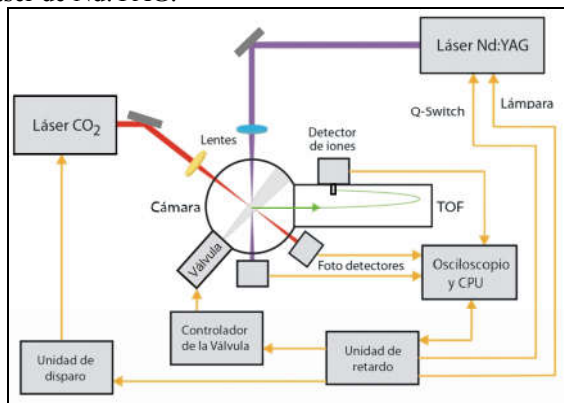 de Nd:YAG.
Láser Nd:YAG
Q-Switch
Lámpara
Láser CO₂
Lentes
Detector
de iones
Cámara
TOF
Válvula
Foto detectores
Osciloscopio
y CPU
Controlador
de la Válvula
Unidad de
disparo
Unidad de
retardo